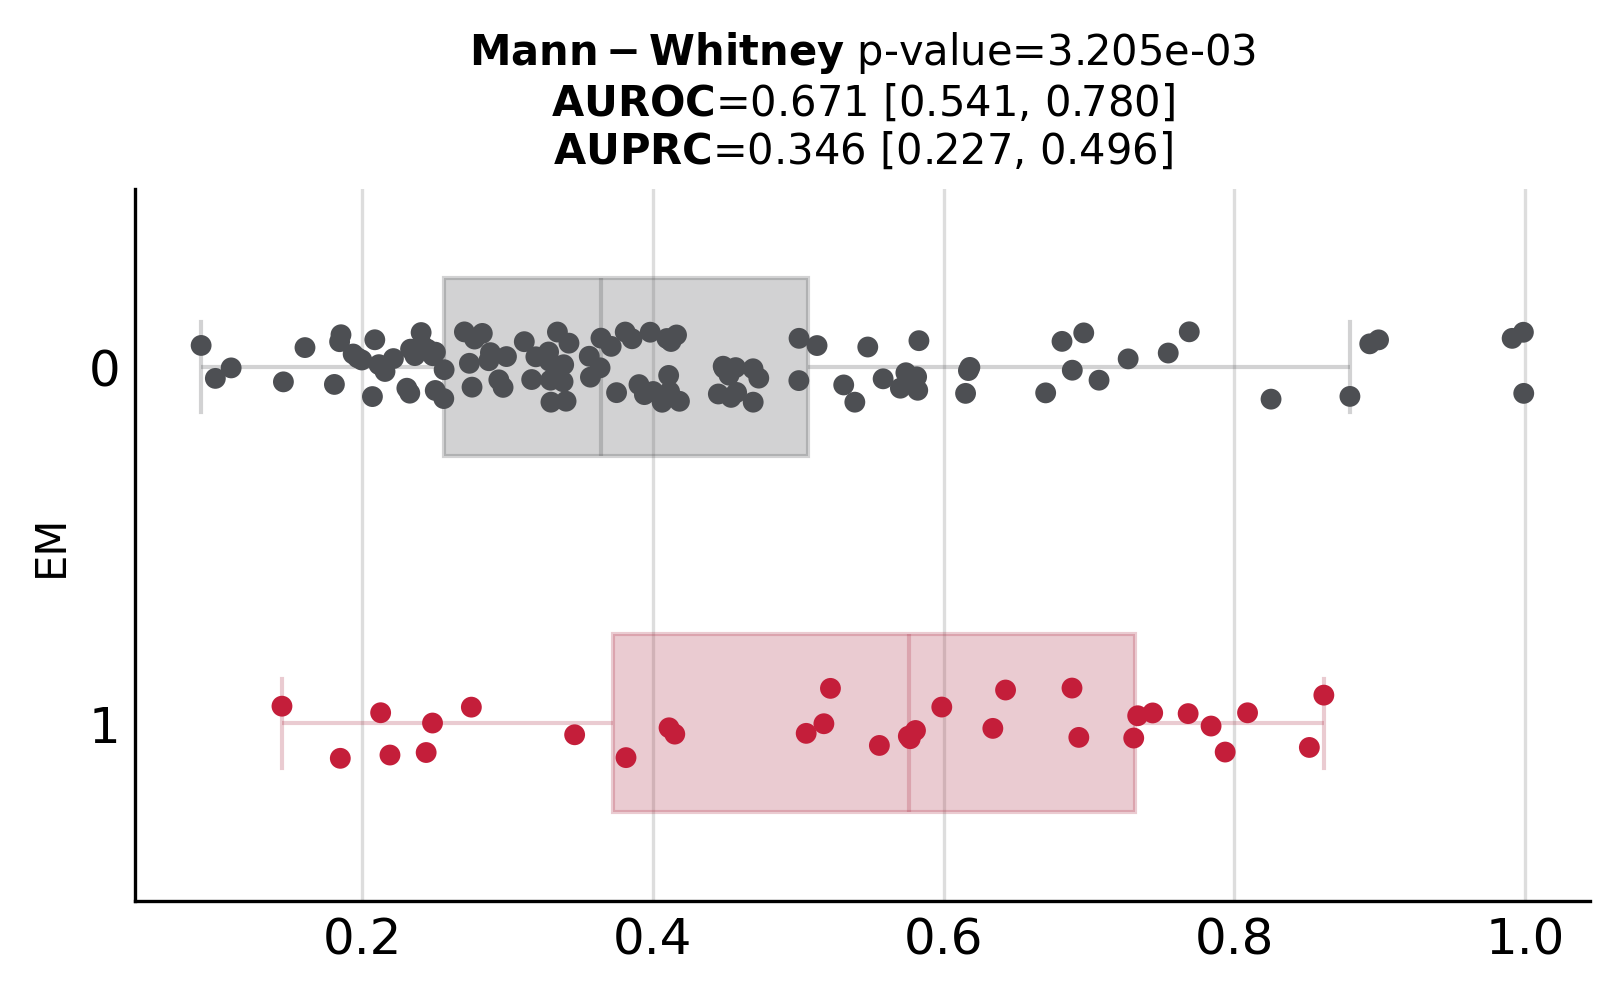 Mann − Whitney p-value=3.205e-03
AUROC=0.671 [0.541, 0.780]
AUPRC=0.346 [0.227, 0.496]
0
EM
1
0.2 0.4 0.6 0.8 1.0